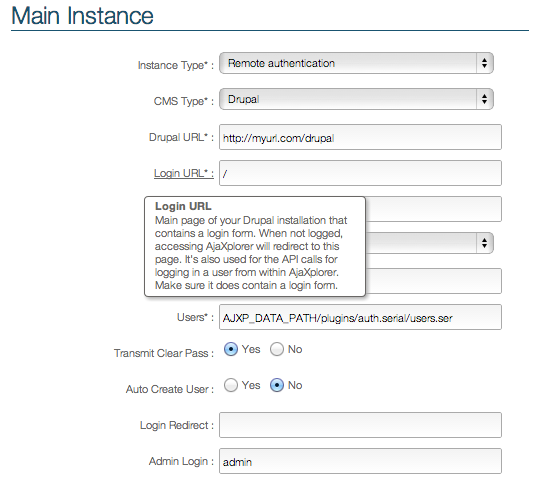 Main Instance
Instance Type* : Remote authentication
CMS Type* : Drupal
Drupal URL* : http://myurl.com/drupal
Login URL* : /
Login URL
Main page of your Drupal installation that
contains a login form. When not logged,
accessing AjaXplorer will redirect to this
page. It's also used for the API calls for
logging in a user from within AjaXplorer.
Make sure it does contain a login form.
Users* : AJXP_DATA_PATH/plugins/auth.serial/users.ser
Transmit Clear Pass : Yes No
Auto Create User : Yes No
Login Redirect :
Admin Login : admin